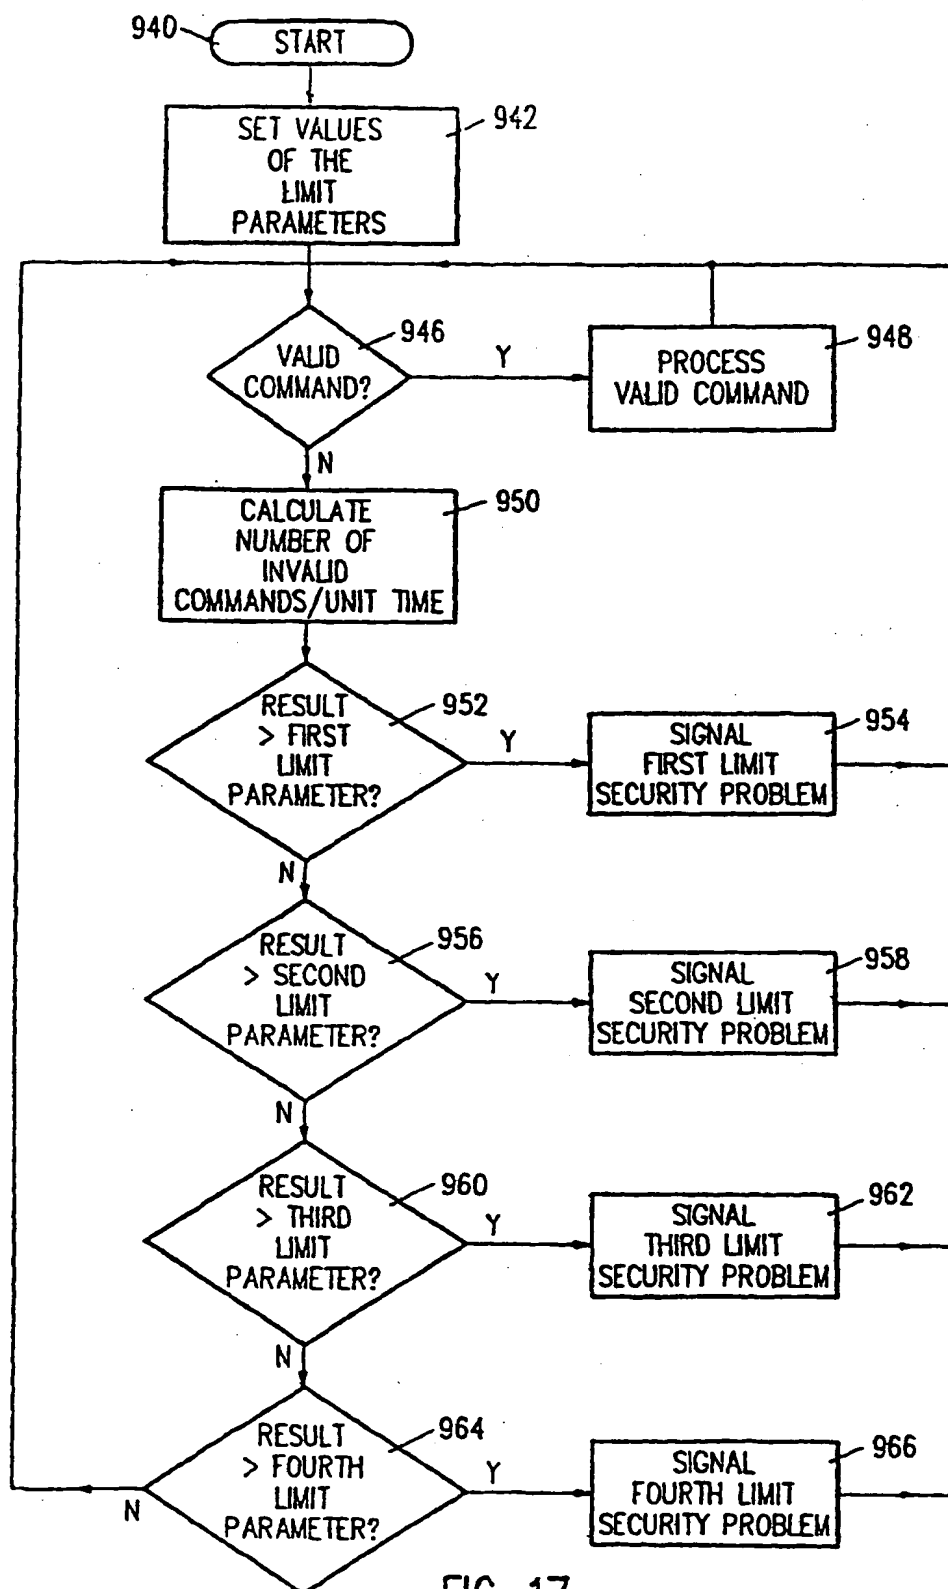 940
START
942
SET VALUES
OF THE
LIMIT
PARAMETERS
946
VALID
COMMAND?
Y
948
PROCESS
VALID COMMAND
N
950
CALCULATE
NUMBER OF
INVALID
COMMANDS/UNIT TIME
952
RESULT
> FIRST
LIMIT
PARAMETER?
Y
954
SIGNAL
FIRST LIMIT
SECURITY PROBLEM
N
956
RESULT
> SECOND
LIMIT
PARAMETER?
Y
958
SIGNAL
SECOND LIMIT
SECURITY PROBLEM
N
960
RESULT
> THIRD
LIMIT
PARAMETER?
Y
962
SIGNAL
THIRD LIMIT
SECURITY PROBLEM
N
964
RESULT
> FOURTH
LIMIT
PARAMETER?
N
Y
966
SIGNAL
FOURTH LIMIT
SECURITY PROBLEM
FIG. 17